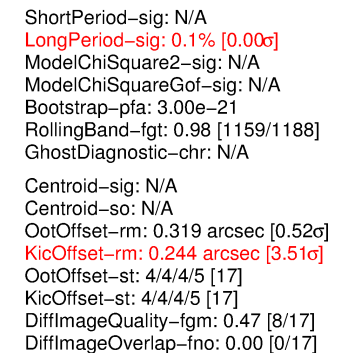 ShortPeriod−sig: N/A
LongPeriod−sig: 0.1% [0.00σ]
ModelChiSquare2−sig: N/A
ModelChiSquareGof−sig: N/A
Bootstrap−pfa: 3.00e−21
RollingBand−fgt: 0.98 [1159/1188]
GhostDiagnostic−chr: N/A
Centroid−sig: N/A
Centroid−so: N/A
OotOffset−rm: 0.319 arcsec [0.52σ]
KicOffset−rm: 0.244 arcsec [3.51σ]
OotOffset−st: 4/4/4/5 [17]
KicOffset−st: 4/4/4/5 [17]
DiffImageQuality−fgm: 0.47 [8/17]
DiffImageOverlap−fno: 0.00 [0/17]